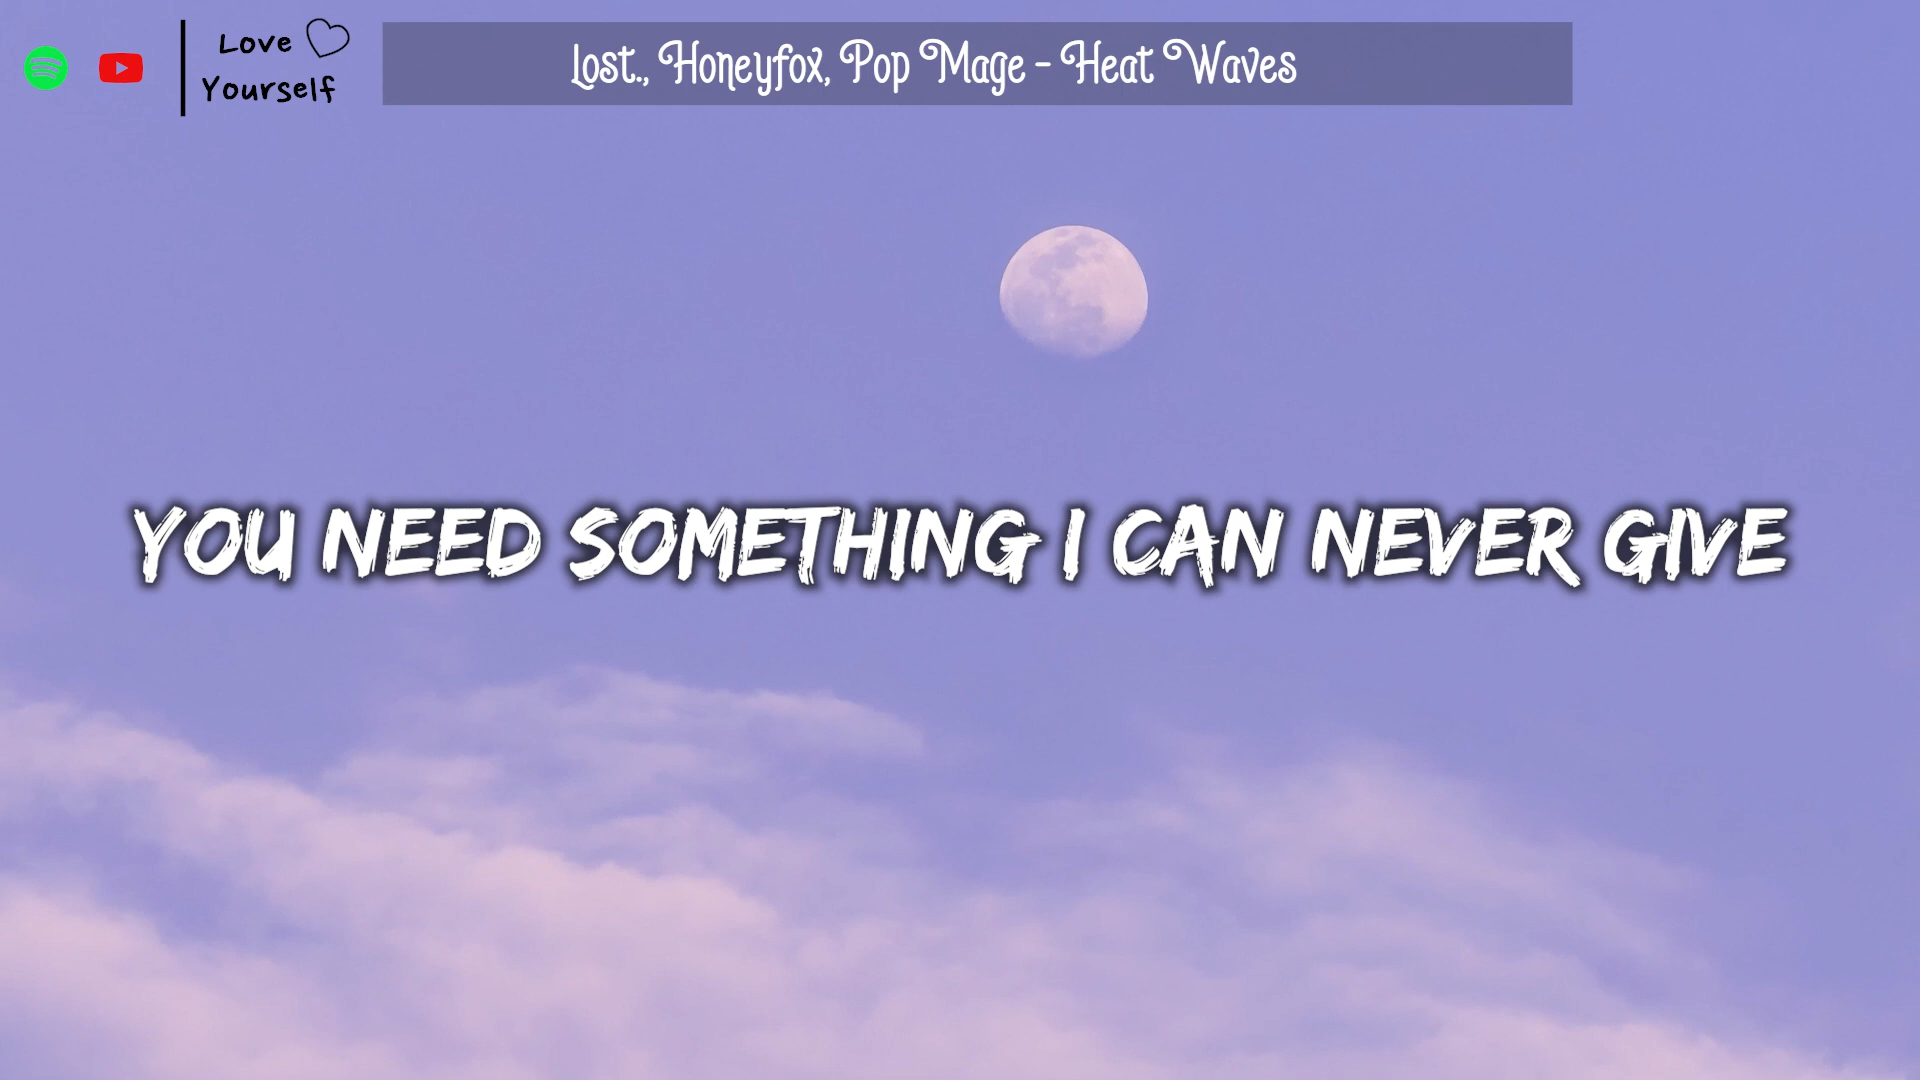 Love
Yourself
Lost., Honeyfox, Pop Mage - Heat Waves
YOU NEED SOMETHING I CAN NEVER GIVE